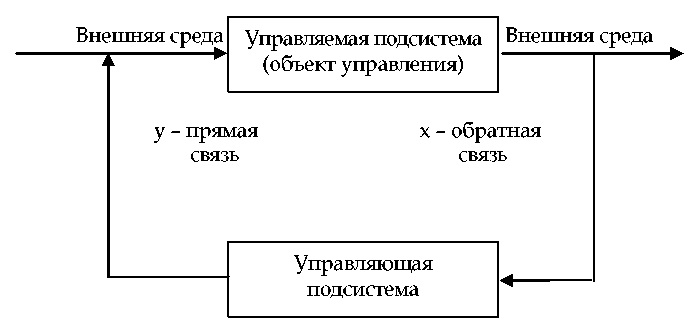 Внешняя среда
Управляемая подсистема
(объект управления)
Внешняя среда
у – прямая
связь
х – обратная
связь
Управляющая
подсистема